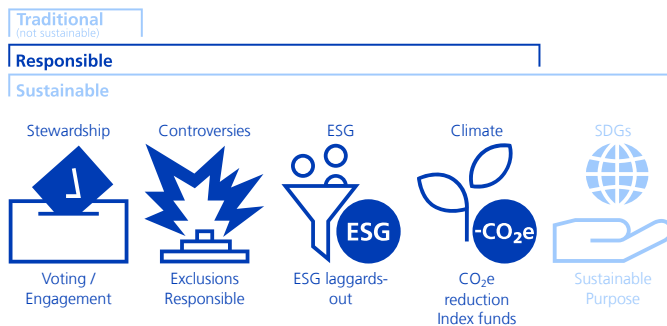 Traditional
(not sustainable)
Responsible
Sustainable
Stewardship
Controversies
ESG
Climate
SDGs
ESG
-CO₂e
Voting /
Engagement
Exclusions
Responsible
ESG laggards-
out
CO₂e
reduction
Index funds
Sustainable
Purpose